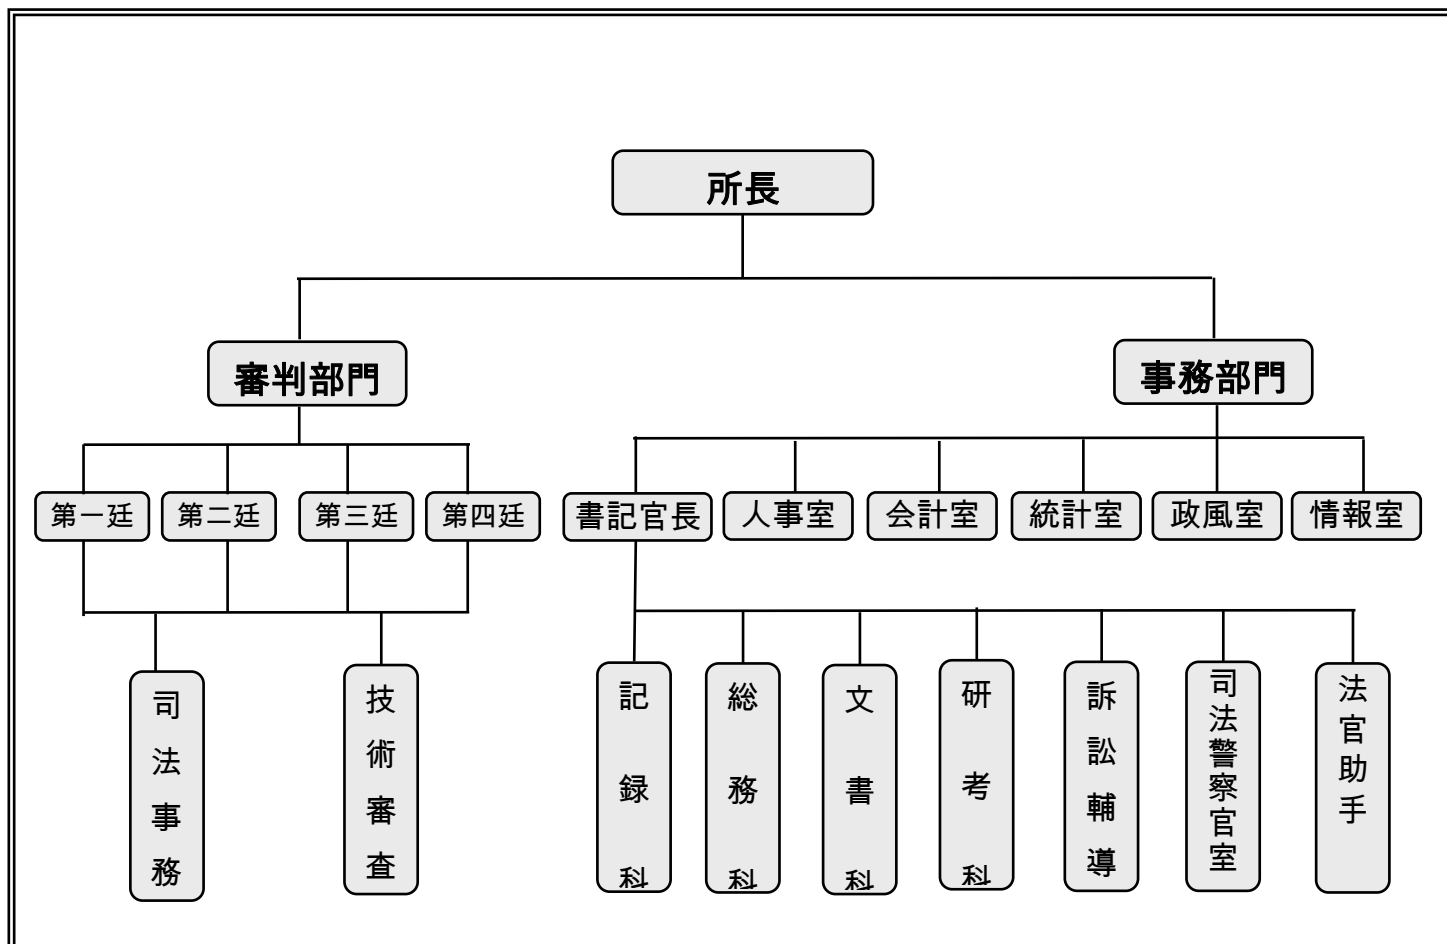 所長
審判部門
事務部門
第一廷
第二廷
第三廷
第四廷
書記官長
人事室
会計室
統計室
政風室
情報室
司法事務
技術審査
記録科
総務科
文書科
研考科
訴訟輔導
司法警察官室
法官助手